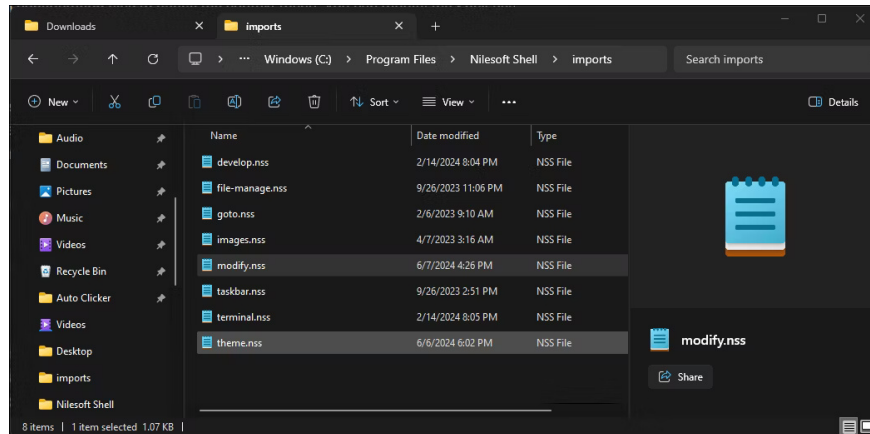 Downloads
imports
Windows (C:) Program Files Nilesoft Shell imports Search imports
New Sort View Details
Audio
Documents
Pictures
Music
Videos
Recycle Bin
Auto Clicker
Videos
Desktop
imports
Nilesoft Shell
Name Date modified Type
develop.nss 2/14/2024 8:04 PM NSS File
file-manage.nss 9/26/2023 11:06 PM NSS File
goto.nss 2/6/2023 9:10 AM NSS File
images.nss 4/7/2023 3:16 AM NSS File
modify.nss 6/7/2024 4:26 PM NSS File
taskbar.nss 9/26/2023 2:51 PM NSS File
terminal.nss 2/14/2024 8:05 PM NSS File
theme.nss 6/6/2024 6:02 PM NSS File
modify.nss
Share
8 items | 1 item selected 1.07 KB |